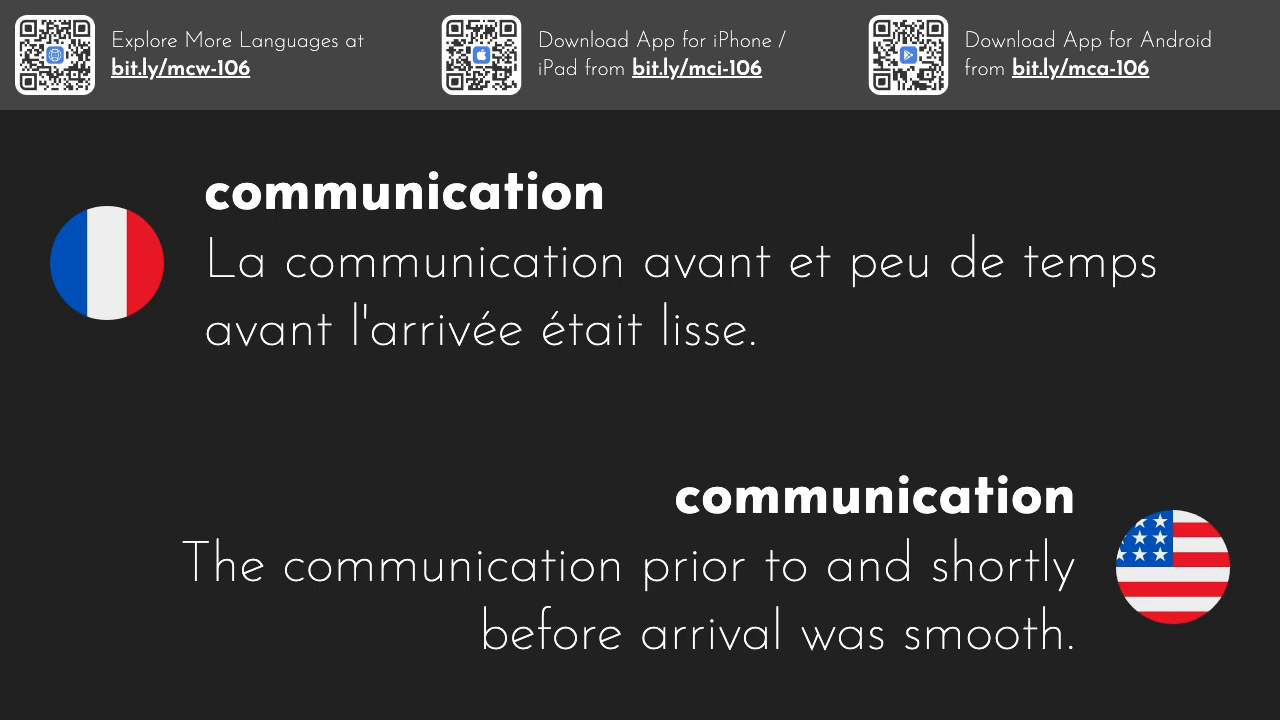 Explore More Languages at
bit.ly/mcw-106
Download App for iPhone /
iPad from bit.ly/mci-106
Download App for Android
from bit.ly/mca-106
communication
La communication avant et peu de temps
avant l'arrivée était lisse.
communication
The communication prior to and shortly
before arrival was smooth.